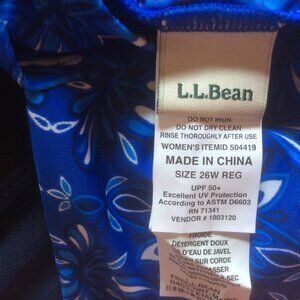 L.L.Bean
DO NOT IRON
DO NOT DRY CLEAN
RINSE THOROUGHLY AFTER USE
WOMEN'S ITEMID 504419
MADE IN CHINA
SIZE 26W REG
UPF 50+
Excellent UV Protection
According to ASTM D6603
RN 71341
VENDOR # 1003120
FROIDE
DÉTERGENT DOUX
D'EAU DE JAVEL
SUR CORDE
À SEC